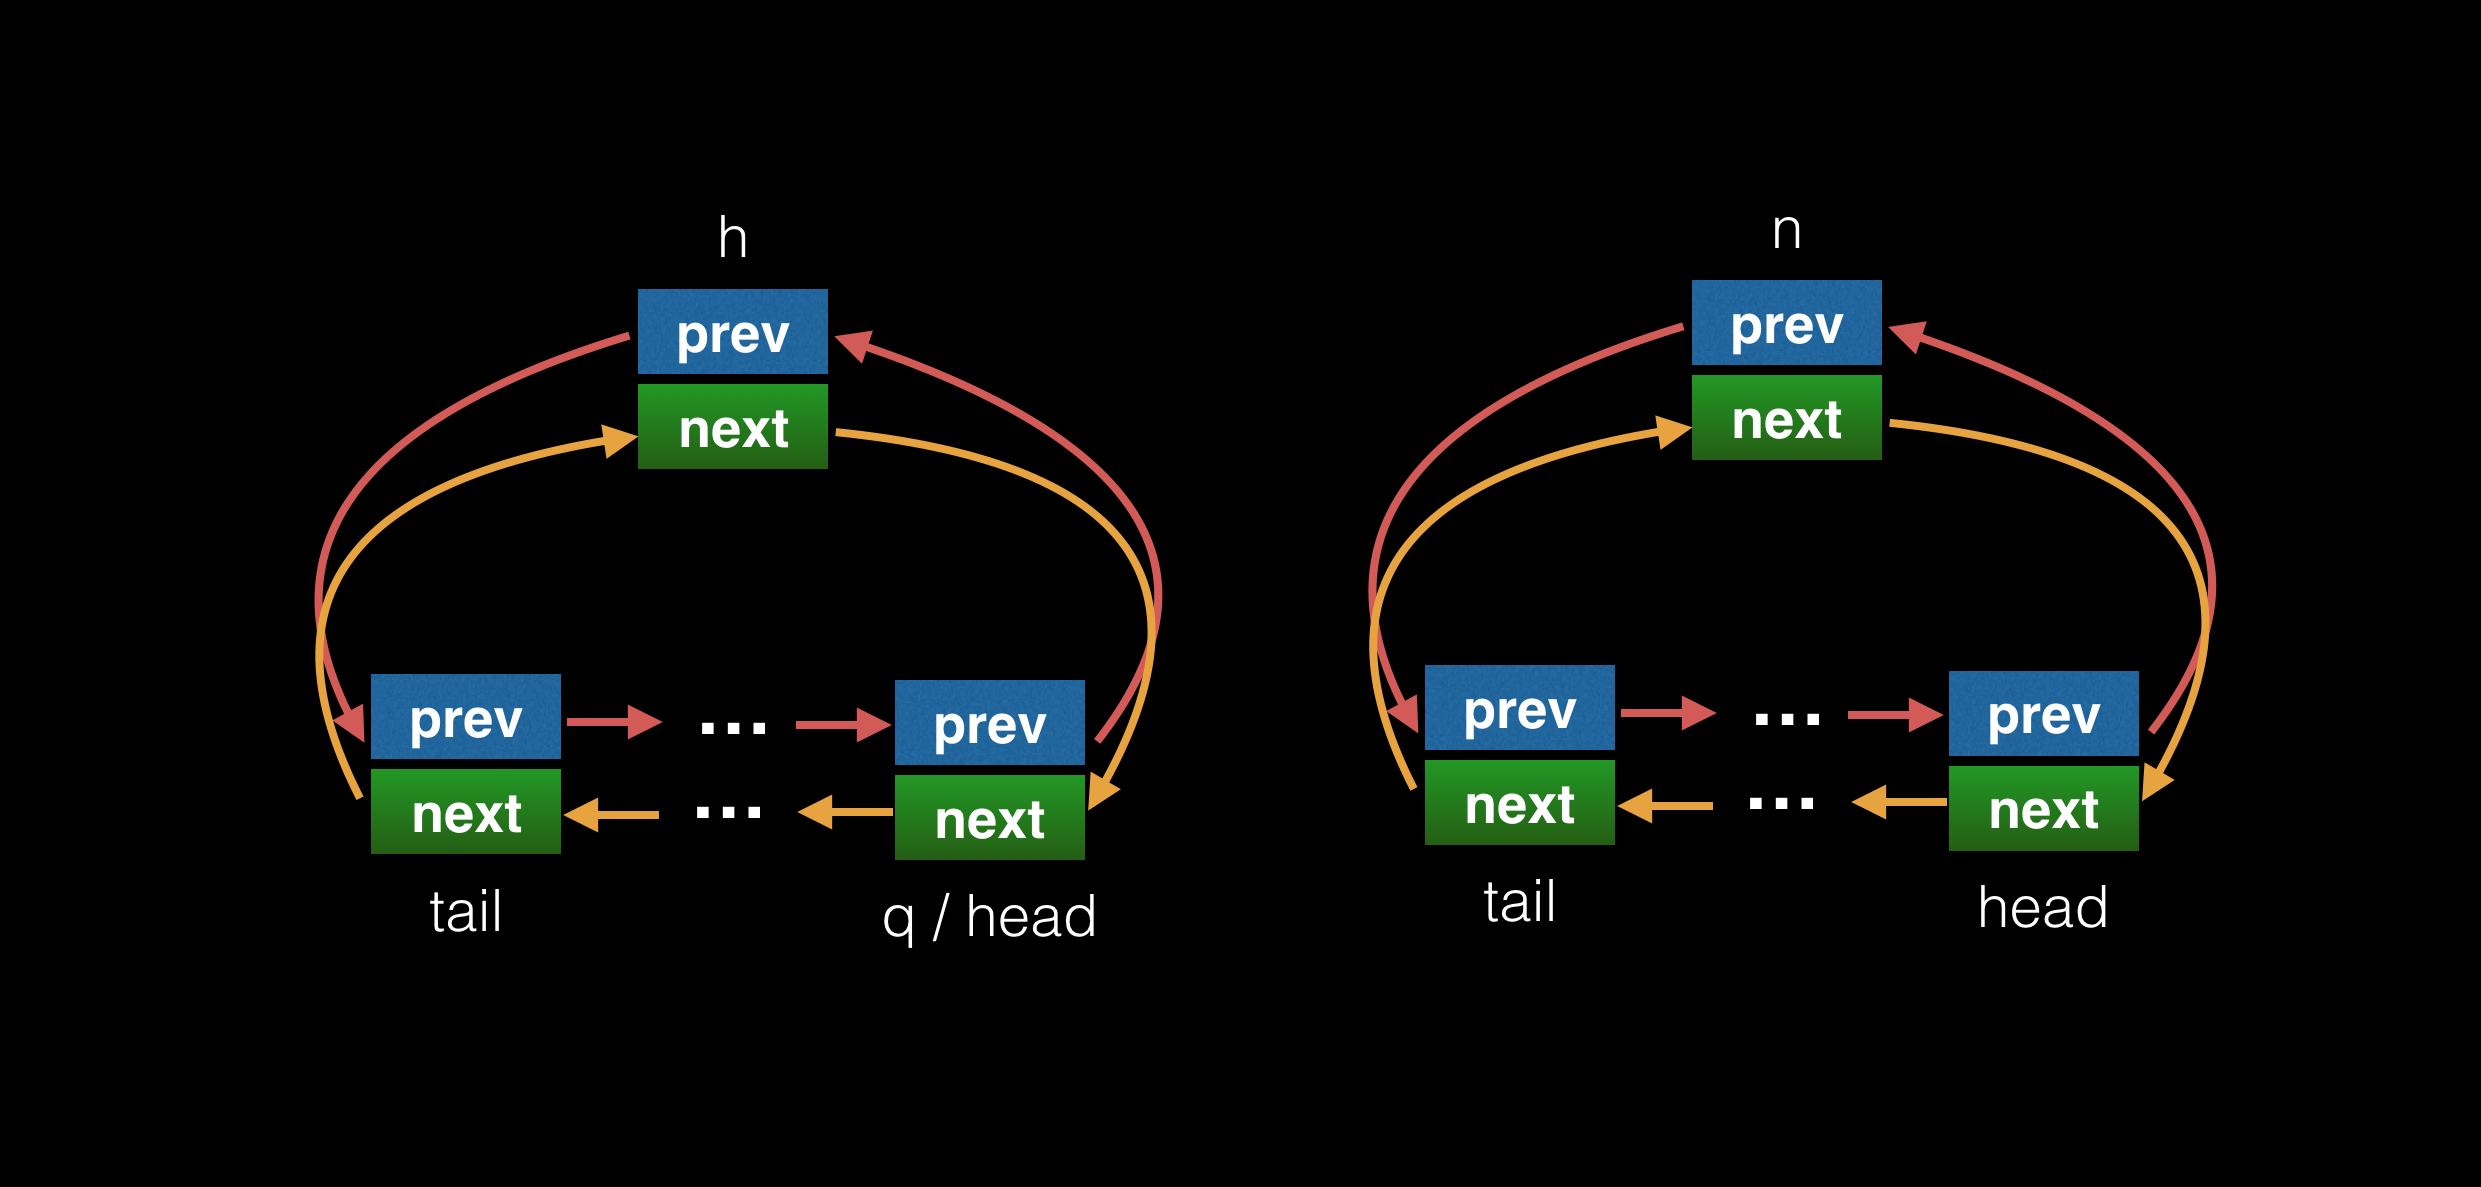 h
prev
next
prev
...
prev
next
...
next
tail
q / head
n
prev
next
prev
...
prev
next
...
next
tail
head